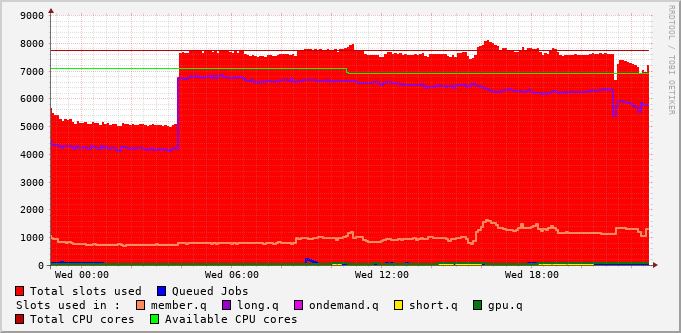 9000
8000
7000
6000
5000
4000
3000
2000
1000
0
Wed 00:00 Wed 06:00 Wed 12:00 Wed 18:00
Total slots used Queued Jobs
Slots used in : member.q long.q ondemand.q short.q gpu.q
Total CPU cores Available CPU cores
RRDTOOL / TOBI OETIKER